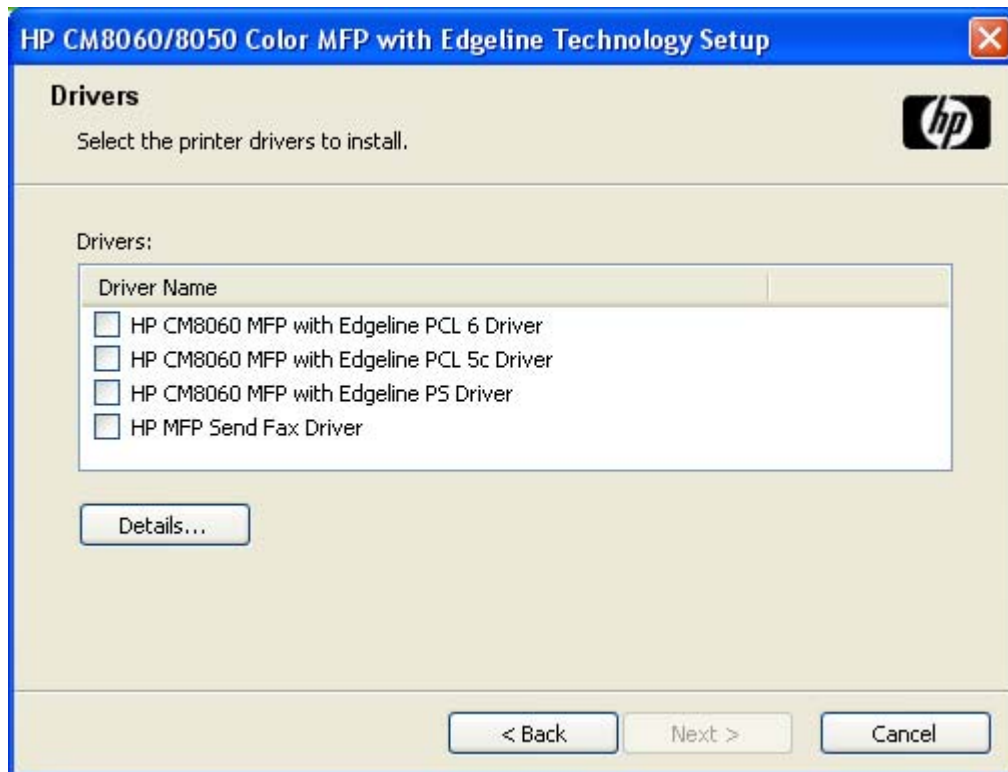 HP CM8060/8050 Color MFP with Edgeline Technology Setup
Drivers
Select the printer drivers to install.
hp
Drivers:
Driver Name
HP CM8060 MFP with Edgeline PCL 6 Driver
HP CM8060 MFP with Edgeline PCL 5c Driver
HP CM8060 MFP with Edgeline PS Driver
HP MFP Send Fax Driver
Details...
< Back
Next >
Cancel